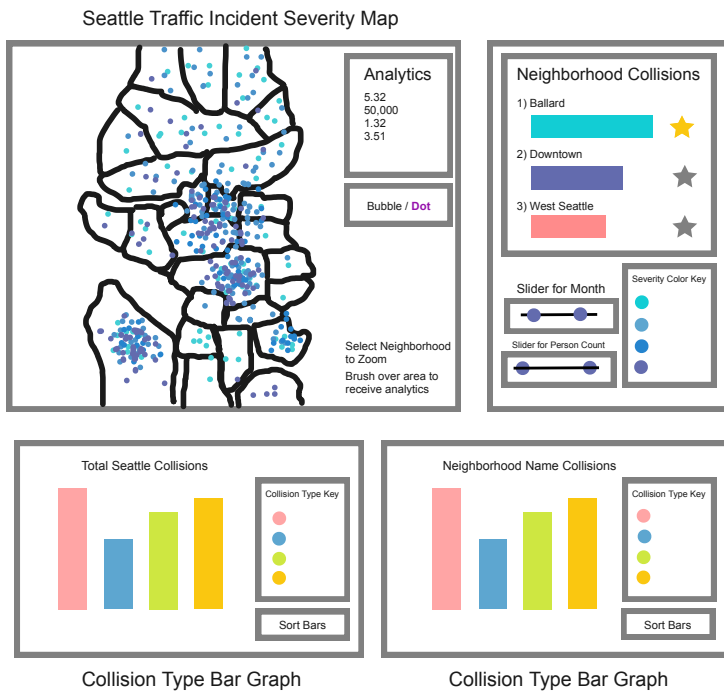 Seattle Traffic Incident Severity Map
Analytics
5.32
50,000
1.32
3.51
Bubble / Dot
Select Neighborhood
to Zoom
Brush over area to
receive analytics
Neighborhood Collisions
1) Ballard
2) Downtown
3) West Seattle
Slider for Month
Slider for Person Count
Severity Color Key
Total Seattle Collisions
Collision Type Key
Sort Bars
Collision Type Bar Graph
Neighborhood Name Collisions
Collision Type Key
Sort Bars
Collision Type Bar Graph